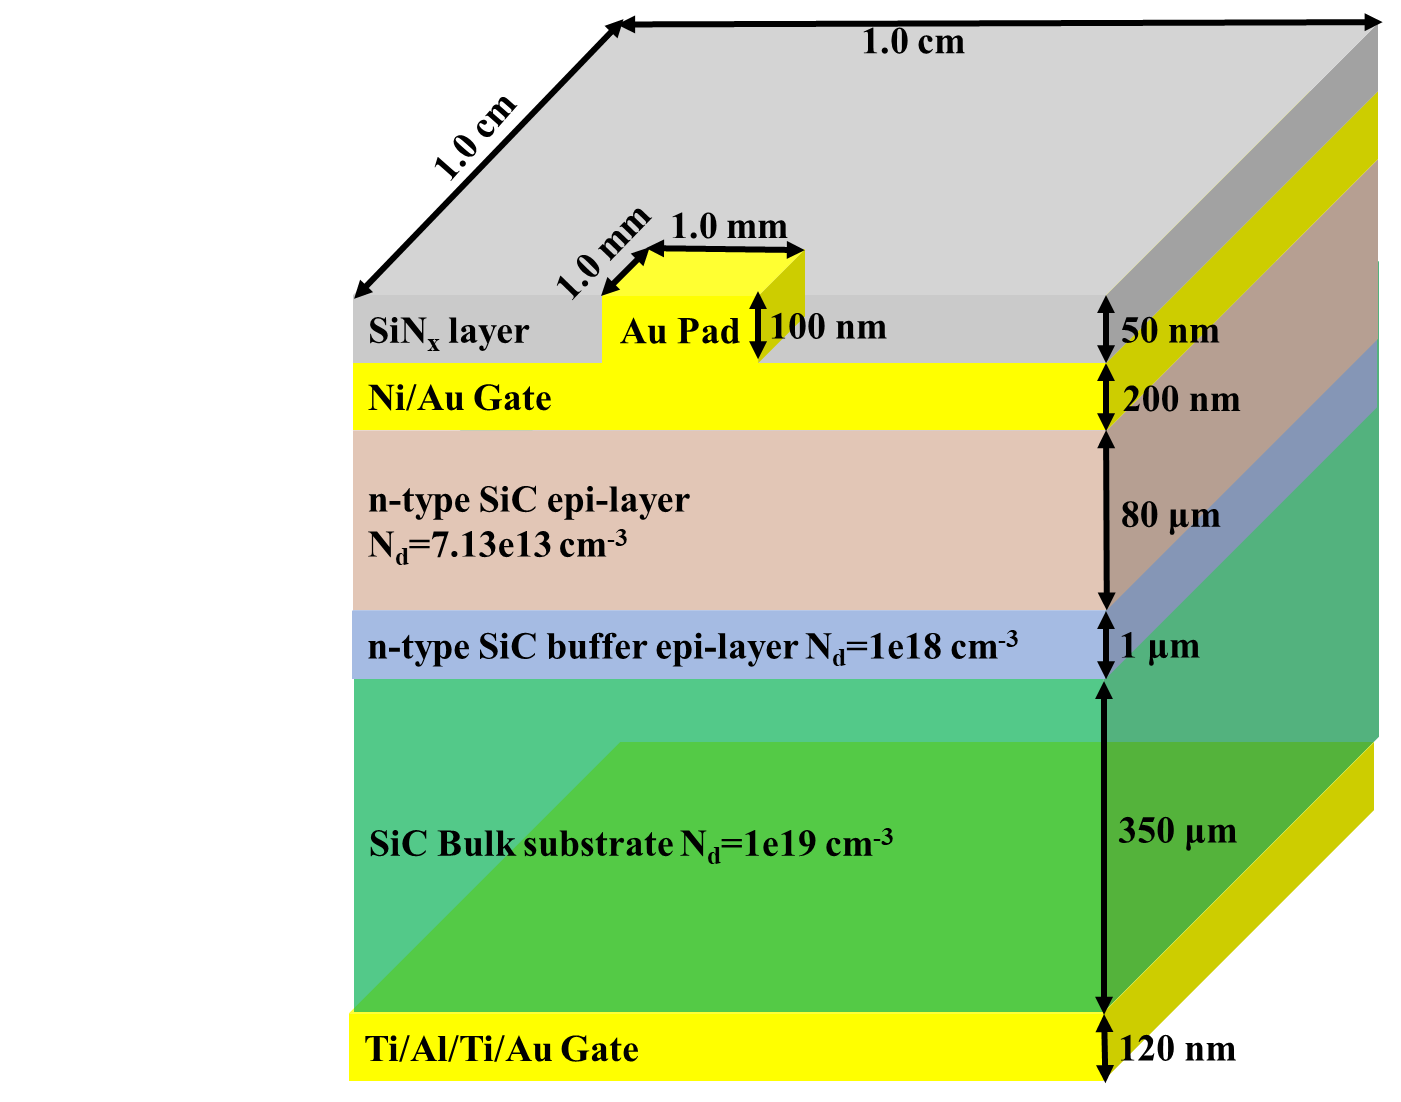 1.0 cm
1.0 cm
1.0 mm
1.0 mm
SiNx layer
Au Pad
100 nm
50 nm
Ni/Au Gate
200 nm
n-type SiC epi-layer
Nd=7.13e13 cm-3
80 μm
n-type SiC buffer epi-layer Nd=1e18 cm-3
1 μm
SiC Bulk substrate Nd=1e19 cm-3
350 μm
Ti/Al/Ti/Au Gate
120 nm